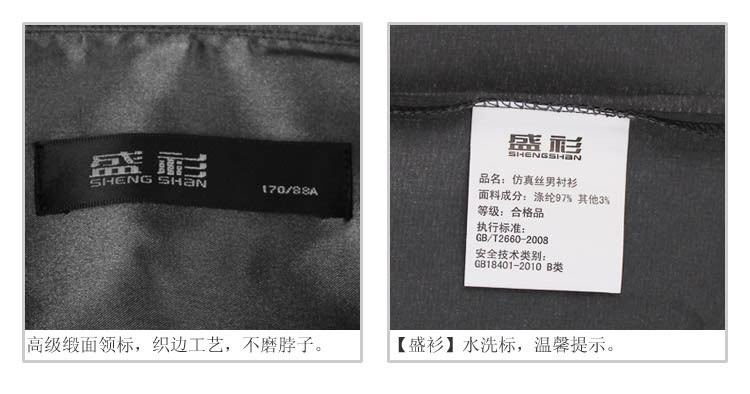 盛衫
SHENG SHAN
170/88A
高级缎面领标，织边工艺，不磨脖子。
盛衫
SHENGSHAN
品名：仿真丝男衬衫
面料成分：涤纶97% 其他3%
等级：合格品
执行标准：
GB/T2660-2008
安全技术类别：
GB18401-2010 B类
【盛衫】水洗标，温馨提示。